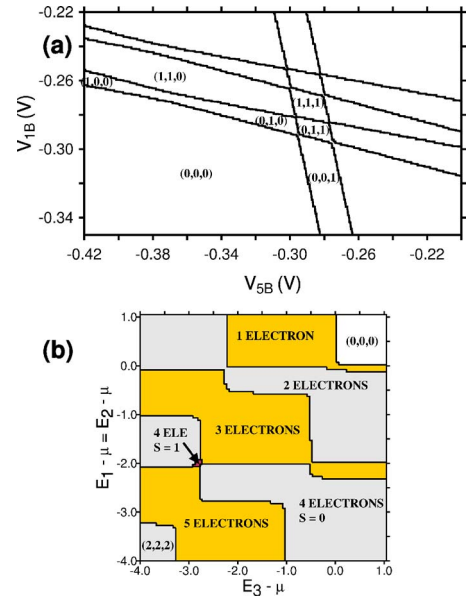 (a)
V1B (V)
-0.22
-0.26
-0.30
-0.34
(1,0,0)
(1,1,0)
(1,1,1)
(0,1,0)
(0,1,1)
(0,0,0)
(0,0,1)
-0.42
-0.38
-0.34
-0.30
-0.26
-0.22
V5B (V)
(b)
E1 - μ = E2 - μ
1.0
0.0
-1.0
-2.0
-3.0
-4.0
1 ELECTRON
(0,0,0)
2 ELECTRONS
3 ELECTRONS
4 ELE
S = 1
4 ELECTRONS
S = 0
5 ELECTRONS
(2,2,2)
-4.0
-3.0
-2.0
-1.0
0.0
1.0
E3 - μ